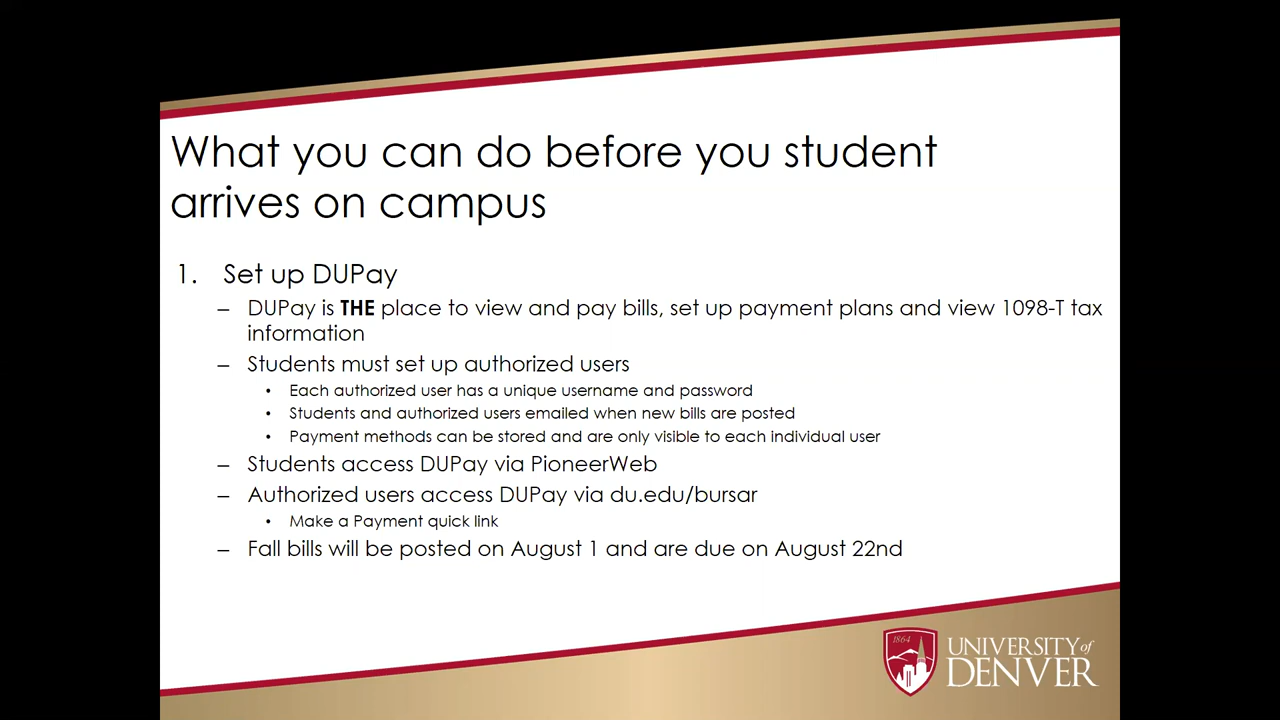 What you can do before you student
arrives on campus
1. Set up DUPay
– DUPay is THE place to view and pay bills, set up payment plans and view 1098-T tax
information
– Students must set up authorized users
• Each authorized user has a unique username and password
• Students and authorized users emailed when new bills are posted
• Payment methods can be stored and are only visible to each individual user
– Students access DUPay via PioneerWeb
– Authorized users access DUPay via du.edu/bursar
• Make a Payment quick link
– Fall bills will be posted on August 1 and are due on August 22nd
1864
UNIVERSITY of
DENVER